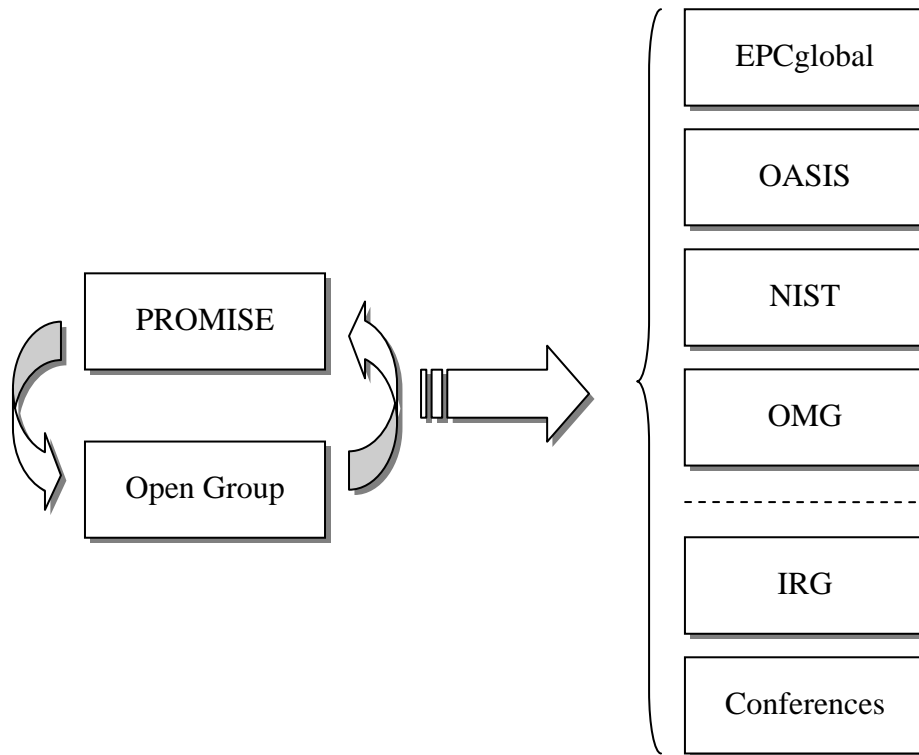 PROMISE
Open Group
EPCglobal
OASIS
NIST
OMG
IRG
Conferences